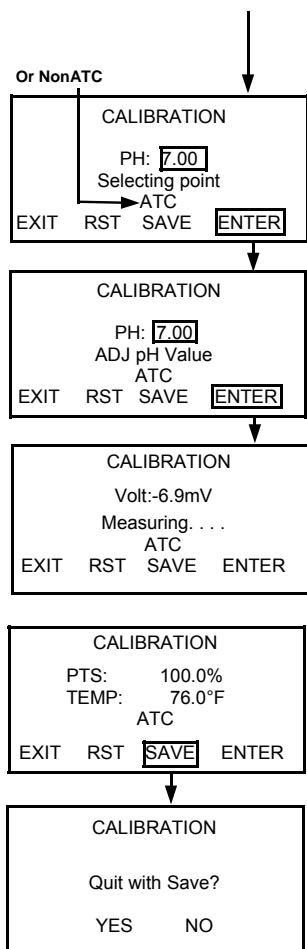 Or NonATC
CALIBRATION
PH: 7.00
Selecting point
ATC
EXIT RST SAVE ENTER
CALIBRATION
PH: 7.00
ADJ pH Value
ATC
EXIT RST SAVE ENTER
CALIBRATION
Volt:-6.9mV
Measuring. . . .
ATC
EXIT RST SAVE ENTER
CALIBRATION
PTS: 100.0%
TEMP: 76.0°F
ATC
EXIT RST SAVE ENTER
CALIBRATION
Quit with Save?
YES NO